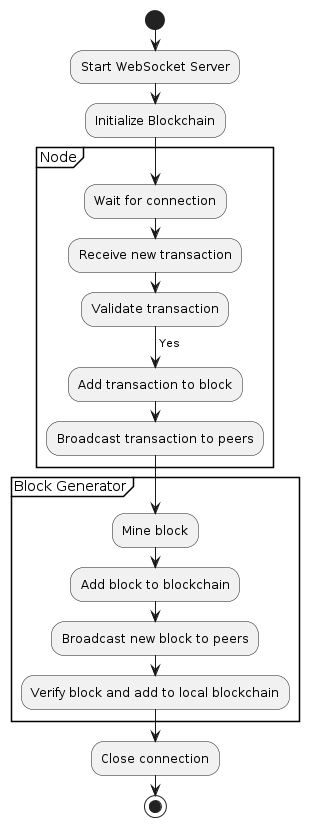 Start WebSocket Server
Initialize Blockchain
Node
Wait for connection
Receive new transaction
Validate transaction
Yes
Add transaction to block
Broadcast transaction to peers
Block Generator
Mine block
Add block to blockchain
Broadcast new block to peers
Verify block and add to local blockchain
Close connection